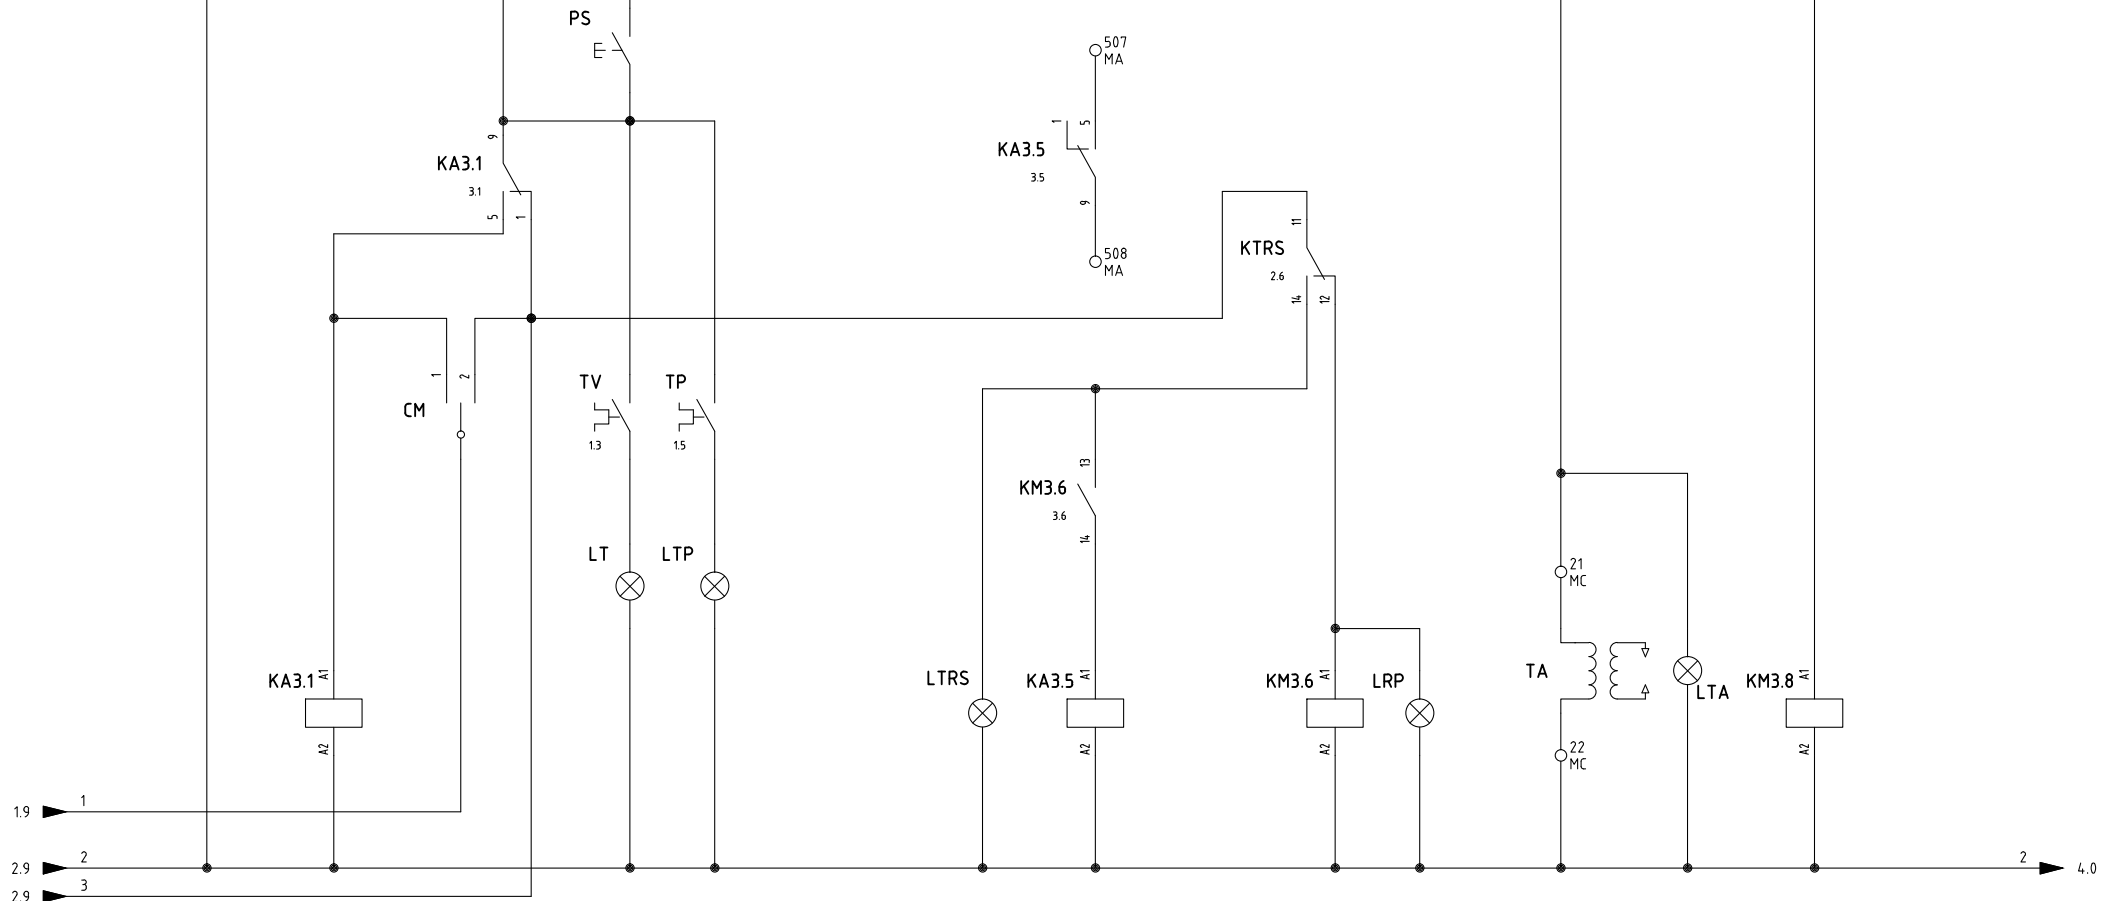 PS
507
MA
9
1
5
KA3.1
KA3.5
3.1
3.5
5
1
9
11
KTRS
508
MA
2.6
14
12
1
2
TV
TP
CM
1.3
1.5
13
KM3.6
3.6
14
LT
LTP
21
MC
A1
LTRS
A1
A1
A1
KA3.1
KA3.5
KM3.6
LRP
TA
LTA
KM3.8
A2
A2
A2
22
MC
A2
1
1.9
2
2
2.9
4.0
3
2.9